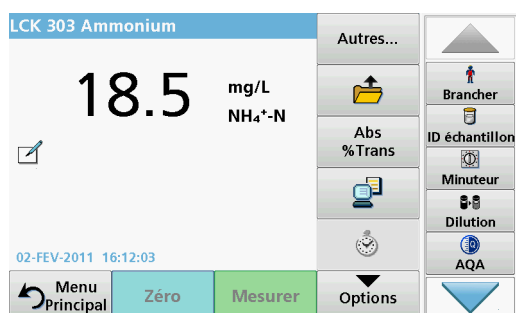 LCK 303 Ammonium
18.5 mg/L
NH₄⁺-N
02-FEV-2011 16:12:03
Menu
Principal
Zéro
Mesurer
Options
Autres...
Abs
%Trans
Brancher
ID échantillon
Minuteur
Dilution
AQA